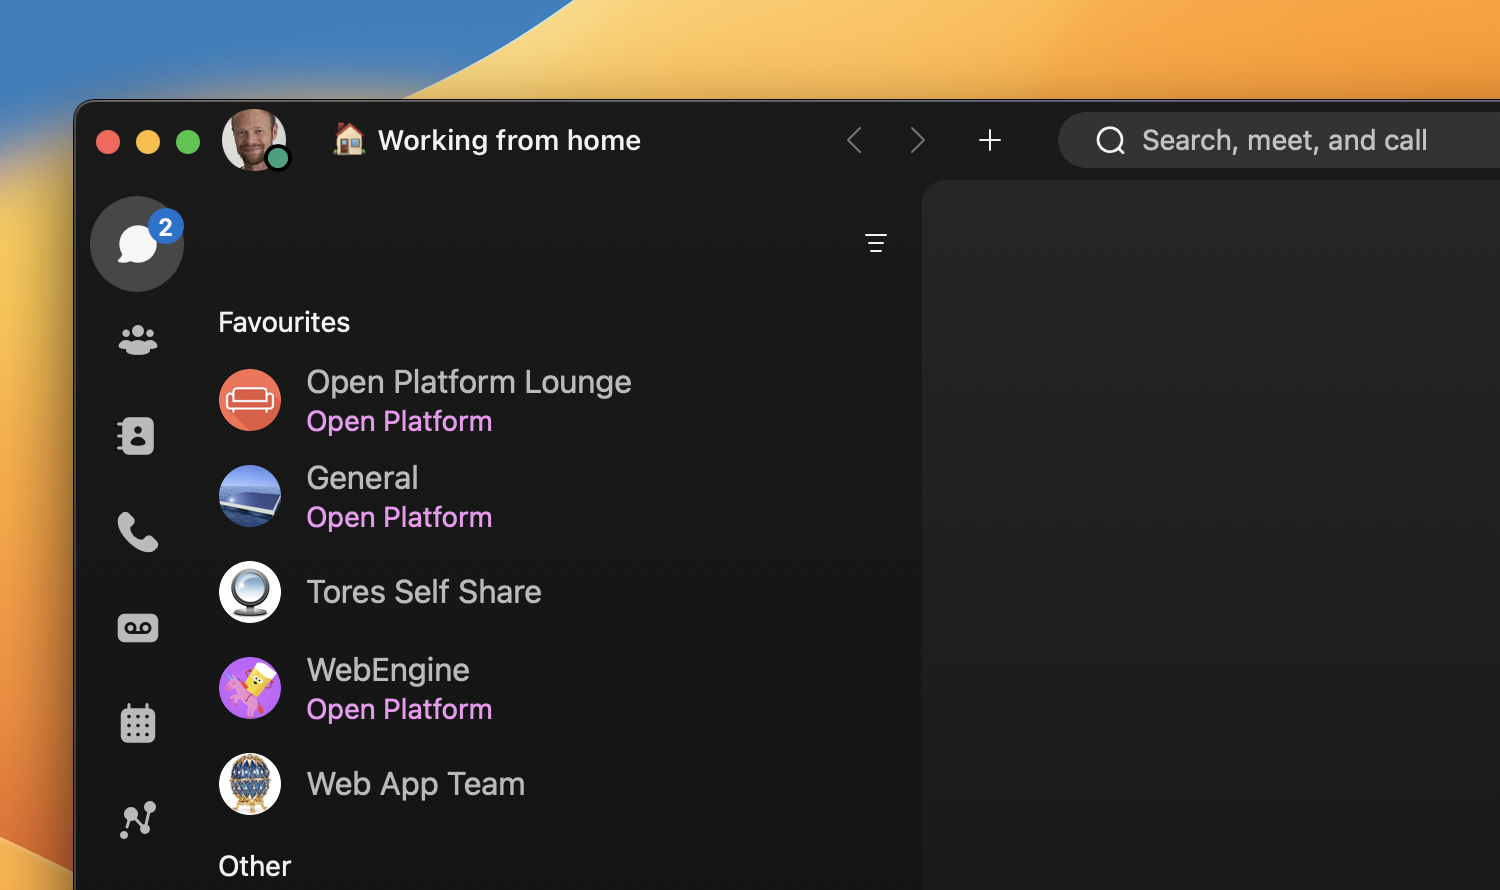 🏠 Working from home
Search, meet, and call
2
Favourites
Open Platform Lounge
Open Platform
General
Open Platform
Tores Self Share
WebEngine
Open Platform
Web App Team
Other